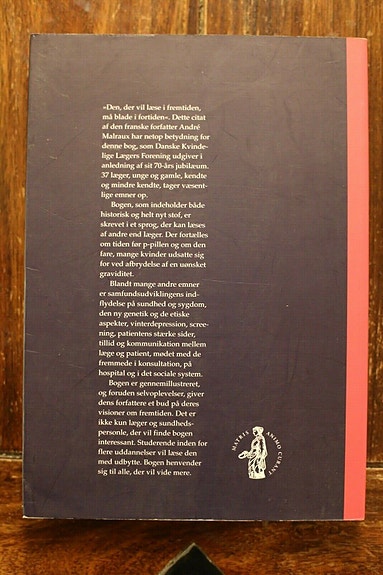 »Den, der vil læse i fremtiden,
må blade i fortiden«. Dette citat
af den franske forfatter André
Malraux har netop betydning for
denne bog, som Danske Kvinde-
lige Lægers Forening udgiver i
anledning af sit 70-års jubilæum.
37 læger, unge og gamle, kendte
og mindre kendte, tager væsent-
lige emner op.
Bogen, som indeholder både
historisk og helt nyt stof, er
skrevet i et sprog, der kan læses
af andre end læger. Der fortælles
om tiden før p-pillen og om den
fare, mange kvinder udsatte sig
for ved afbrydelse af en uønsket
graviditet.
Blandt mange andre emner
er samfundsudviklingens ind-
flydelse på sundhed og sygdom,
den ny genetik og de etiske
aspekter, vinterdepression, scree-
ning, patientens stærke sider,
tillid og kommunikation mellem
læge og patient, mødet med de
fremmede i konsultation, på
hospital og i det sociale system.
Bogen er gennemillustreret,
og foruden selvoplevelser, giver
dens forfattere et bud på deres
visioner om fremtiden. Det er
ikke kun læger og sundheds-
personle, der vil finde bogen
interessant. Studerende inden for
flere uddannelser vil læse den
med udbytte. Bogen henvender
sig til alle, der vil vide mere.
MATRIS ANIMO CURANT